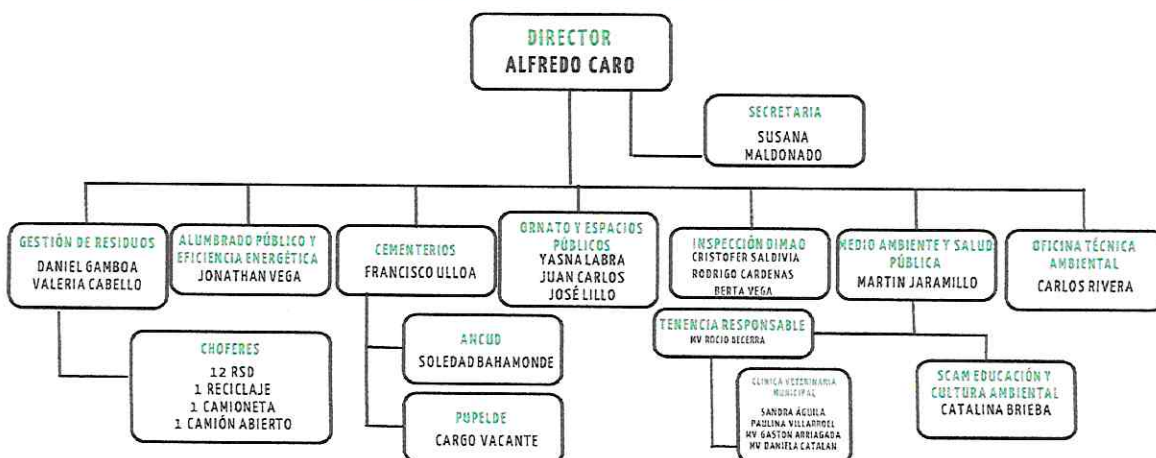 DIRECTOR
ALFREDO CARO
SECRETARIA
SUSANA
MALDONADO
GESTIÓN DE RESIDUOS
DANIEL GAMBOA
VALERIA CABELLO
ALUMBRADO PÚBLICO Y
EFICIENCIA ENERGÉTICA
JONATHAN VEGA
CEMENTERIOS
FRANCISCO ULLOA
ORNATO Y ESPACIOS
PÚBLICOS
YASNA LABRA
JUAN CARLOS
JOSÉ LILLO
INSPECCIÓN DIMAO
CRISTOFER SALDIVIA
RODRIGO CARDENAS
BERTA VEGA
MEDIO AMBIENTE Y SALUD
PÚBLICA
MARTIN JARAMILLO
OFICINA TÉCNICA
AMBIENTAL
CARLOS RIVERA
CHOFERES
12 RSD
1 RECICLAJE
1 CAMIONETA
1 CAMIÓN ABIERTO
ANCUD
SOLEDAD BAHAMONDE
PUPELDE
CARGO VACANTE
TENENCIA RESPONSABLE
MV ROCIO BECERRA
CLINICA VETERINARIA
MUNICIPAL
SANDRA ÁGUILA
PAULINA VILLARROEL
MV GASTON ARRIAGADA
MV DANIELA CATALAN
SCAM EDUCACIÓN Y
CULTURA AMBIENTAL
CATALINA BRIEBA